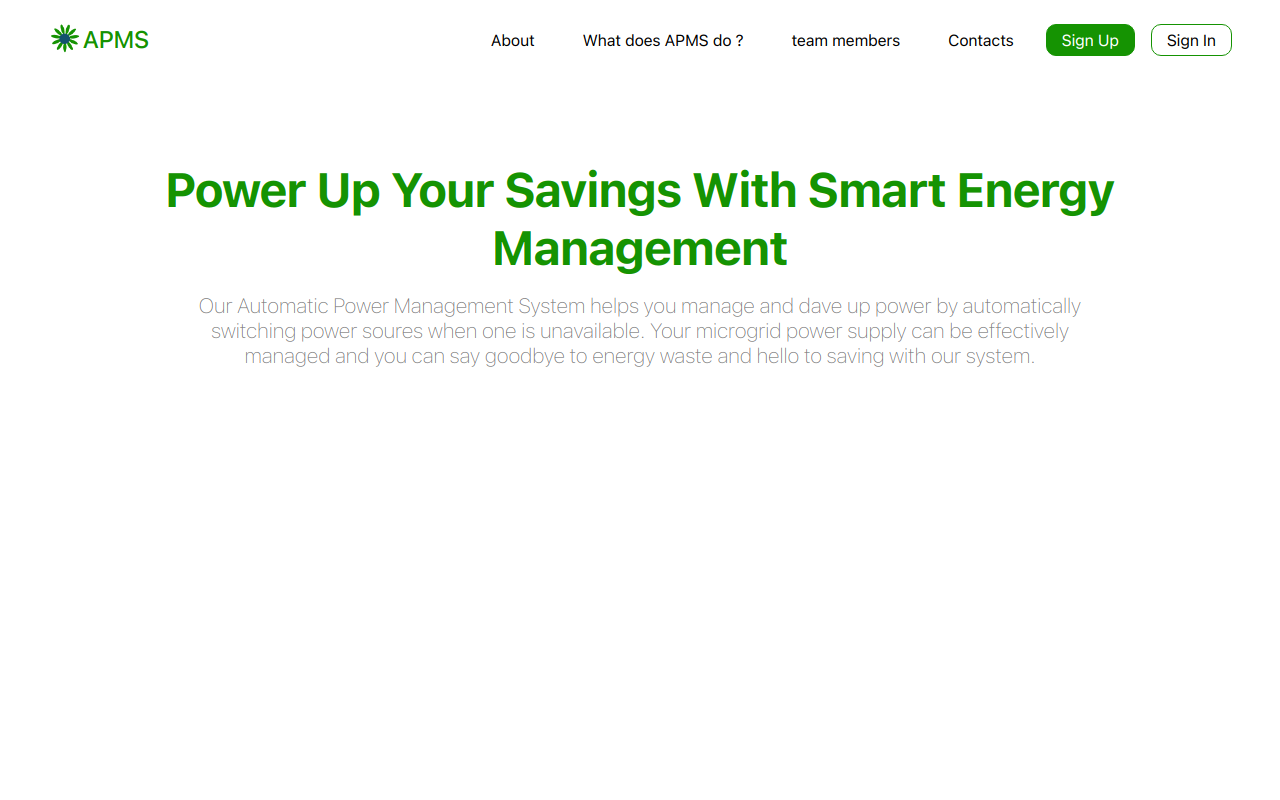 APMS
About
What does APMS do ?
team members
Contacts
Sign Up
Sign In
Power Up Your Savings With Smart Energy
Management
Our Automatic Power Management System helps you manage and dave up power by automatically
switching power soures when one is unavailable. Your microgrid power supply can be effectively
managed and you can say goodbye to energy waste and hello to saving with our system.